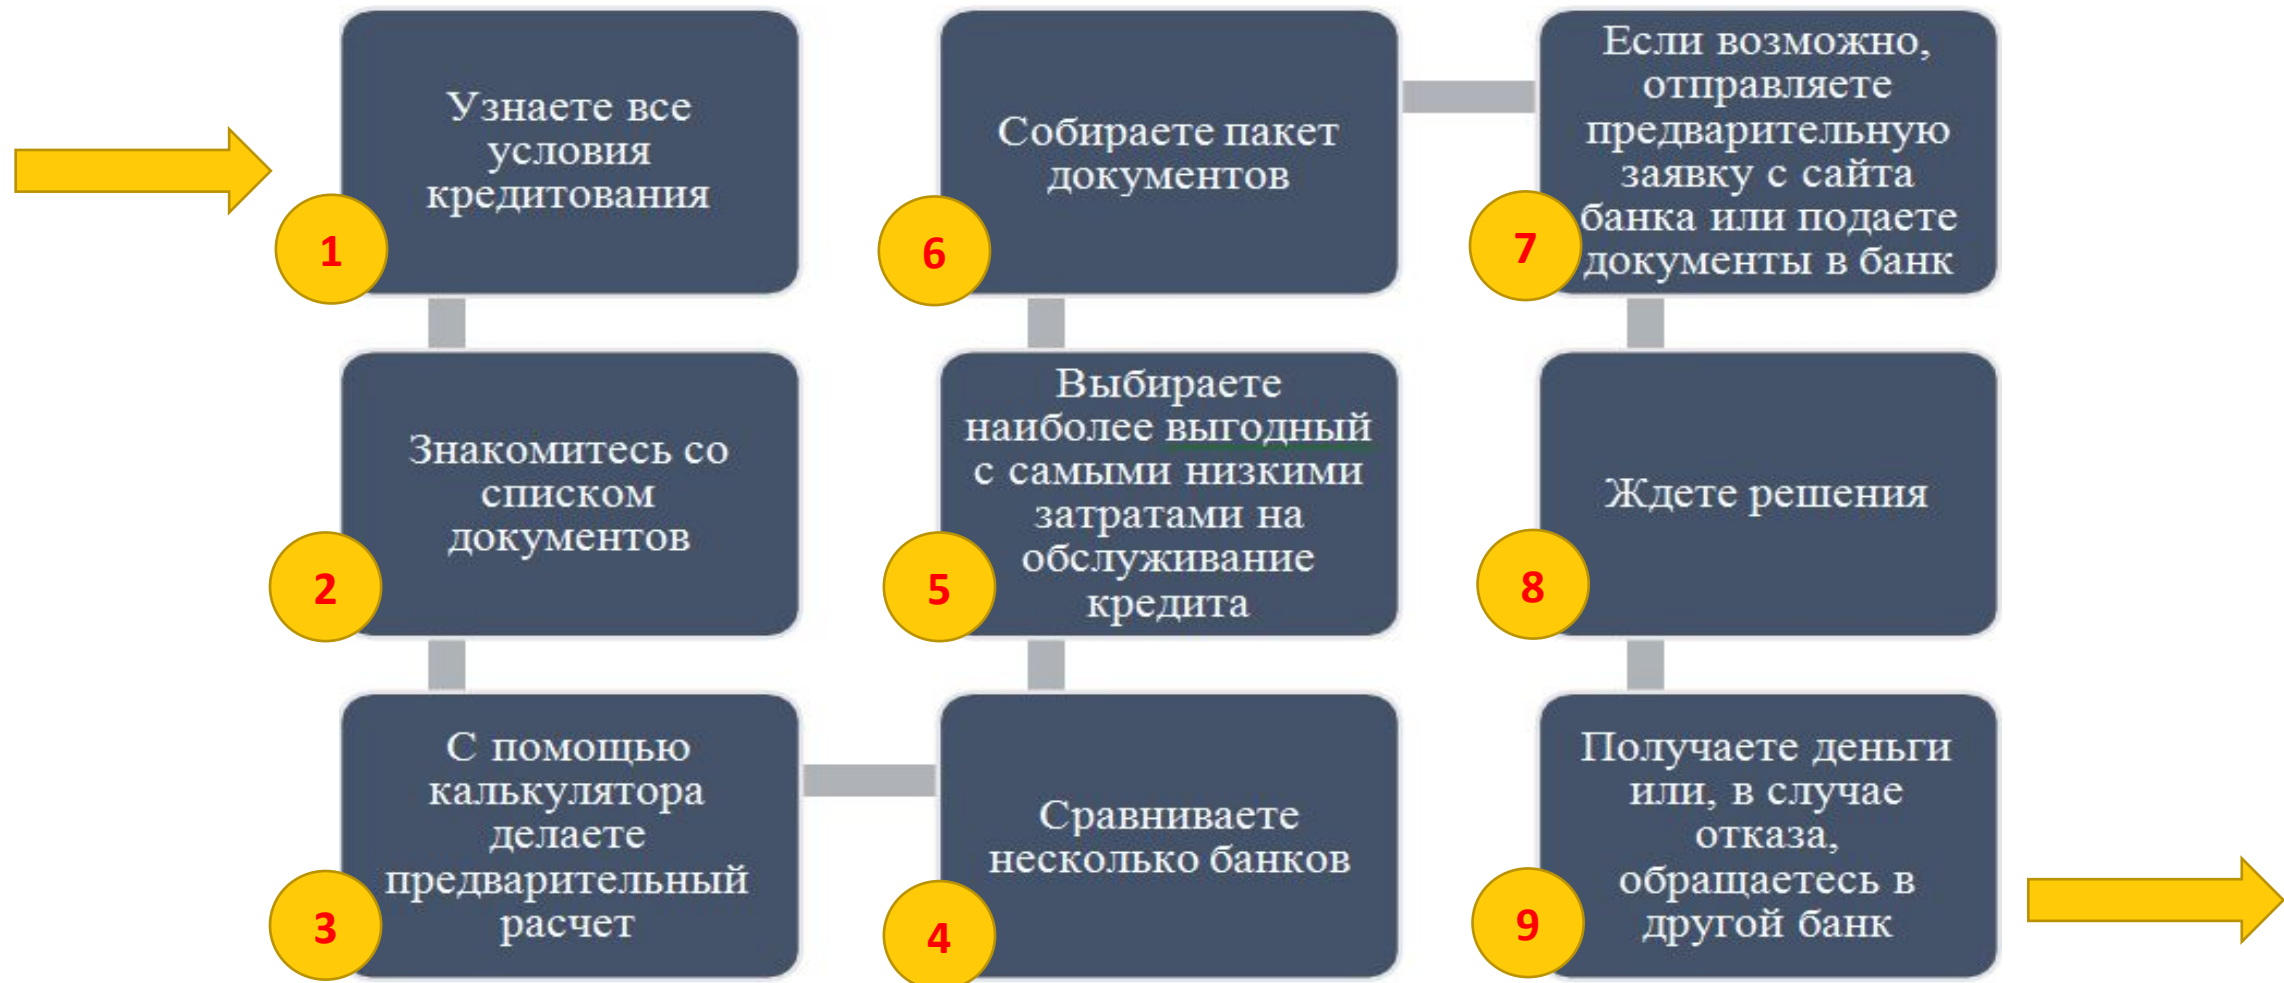 Узнаете все
условия
кредитования
1
Знакомитесь со
списком
документов
2
С помощью
калькулятора
делаете
предварительный
расчет
3
Сравниваете
несколько банков
4
Выбираете
наиболее выгодный
с самыми низкими
затратами на
обслуживание
кредита
5
Собираете пакет
документов
6
Если возможно,
отправляете
предварительную
заявку с сайта
банка или подаете
документы в банк
7
Ждете решения
8
Получаете деньги
или, в случае
отказа,
обращаетесь в
другой банк
9